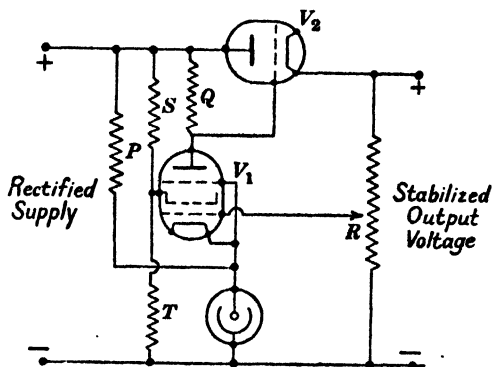 V2
+
+
S
Q
P
V1
Rectified
Supply
Stabilized
Output
Voltage
R
T
−
−